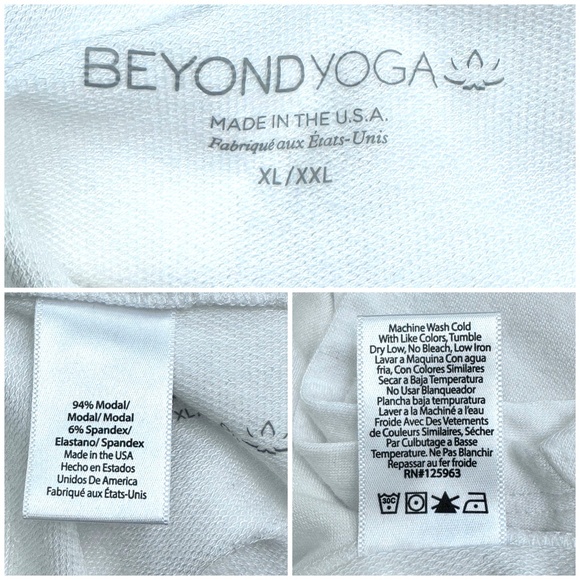 BEYOND YOGA
MADE IN THE U.S.A.
Fabriqué aux États-Unis
XL/XXL
94% Modal/
Modal/Modal
6% Spandex/
Elastano/Spandex
Made in the USA
Hecho en Estados
Unidos De America
Fabriqué aux États-Unis
XL
Machine Wash Cold
With Like Colors, Tumble
Dry Low, No Bleach, Low Iron
Lavar a Maquina Con agua
fria, Con Colores Similares
Secar a Baja Temperatura
No Usar Blanqueador
Plancha baja tempuratura
Laver a la Machiné a l'eau
Froide Avec Des Vetements
de Couleurs Similaires, Sécher
Par Culbutage a Basse
Temperature. Ne Pas Blanchir
Repassar au fer froide
RN#125963
30C